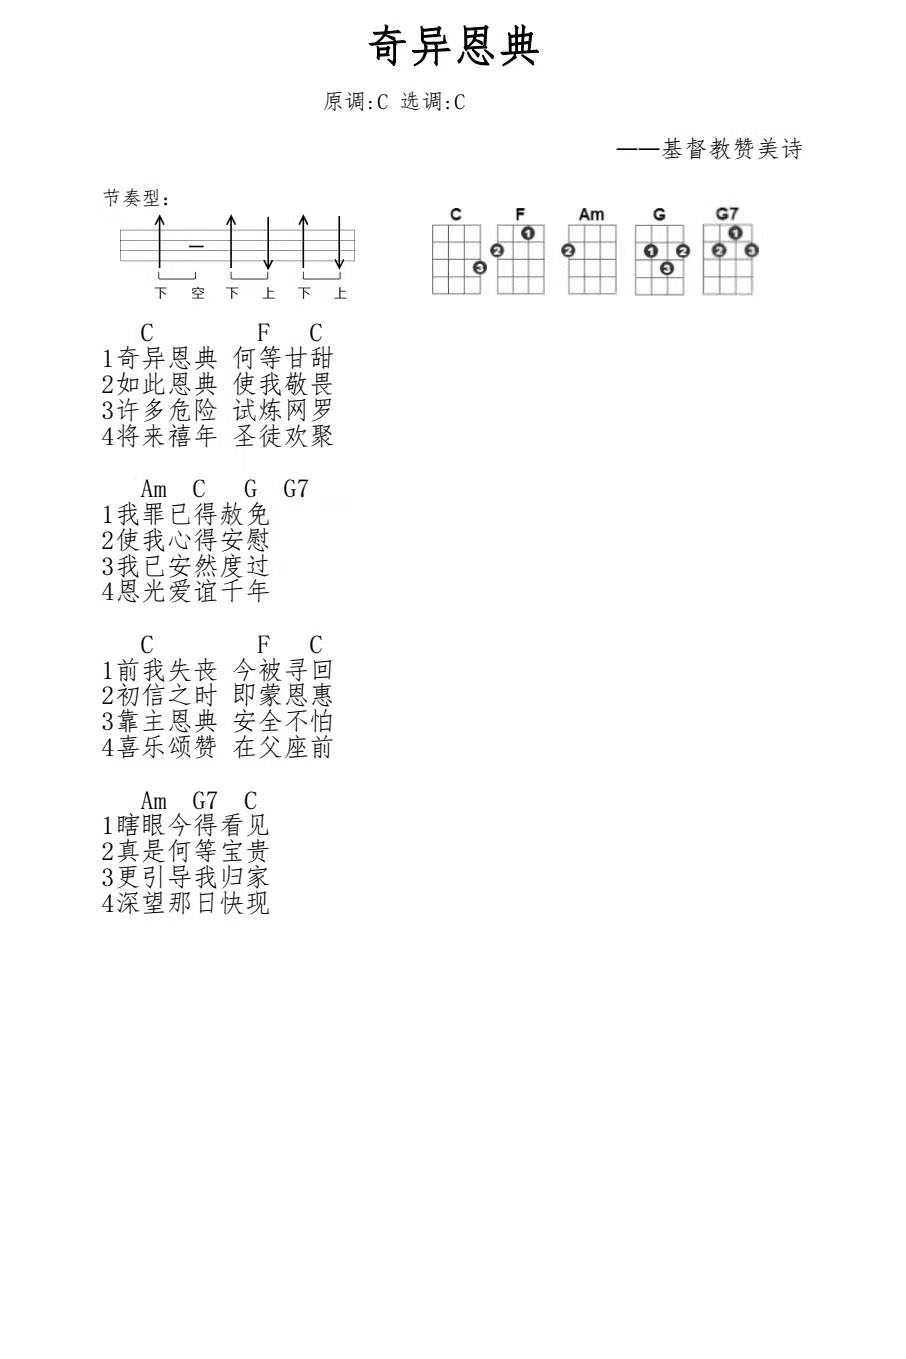 奇异恩典
原调:C 选调:C
——基督教赞美诗
节奏型:
C F Am G G7
1
2
3
2
2
1 2
3
1
2 3
下 空 下 上 下 上
C F C
1奇异恩典 何等甘甜
2如此恩典 使我敬畏
3许多危险 试炼网罗
4将来禧年 圣徒欢聚
Am C G G7
1我罪已得赦免
2使我心得安慰
3我已安然度过
4恩光爱谊千年
C F C
1前我失丧 今被寻回
2初信之时 即蒙恩惠
3靠主恩典 安全不怕
4喜乐颂赞 在父座前
Am G7 C
1瞎眼今得看见
2真是何等宝贵
3更引导我归家
4深望那日快现